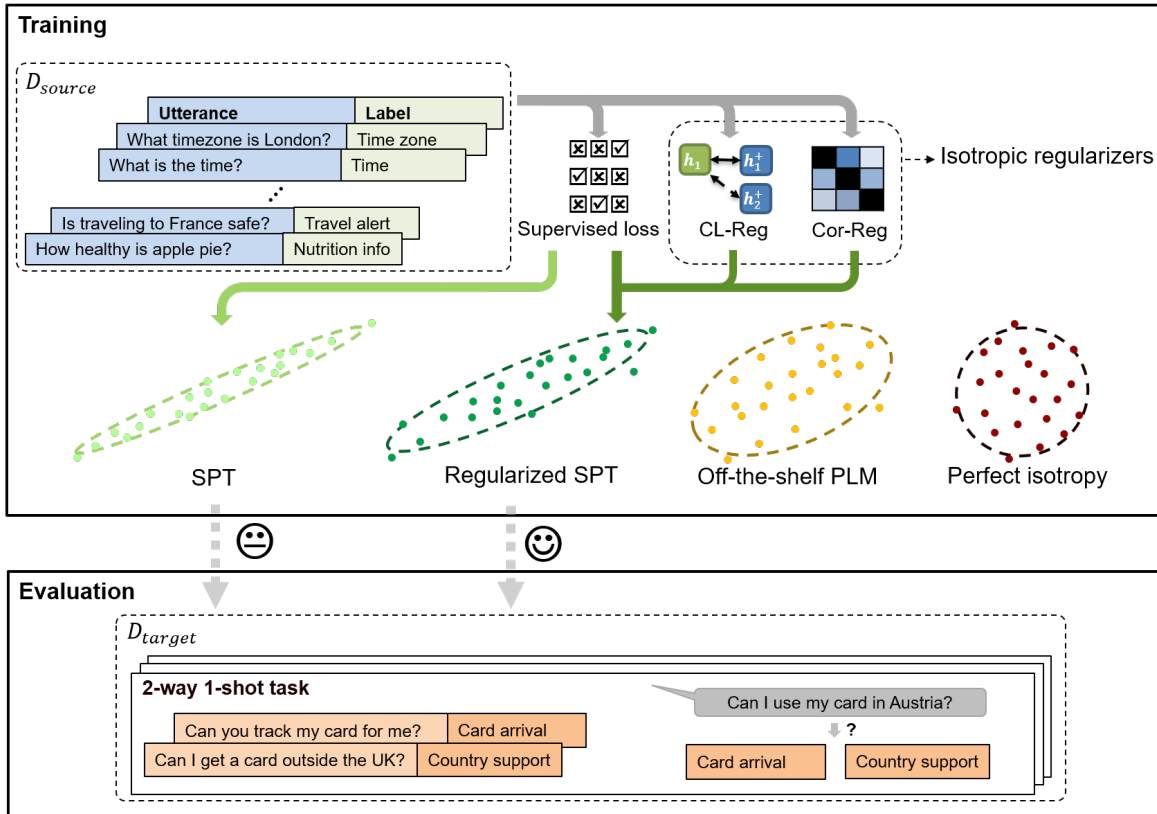 Training
D_source
Utterance Label
What timezone is London? Time zone
What is the time? Time
...
Is traveling to France safe? Travel alert
How healthy is apple pie? Nutrition info
h₁ h₁⁺
h₂⁺
Supervised loss CL-Reg Cor-Reg
Isotropic regularizers
SPT Regularized SPT Off-the-shelf PLM Perfect isotropy
Evaluation
D_target
2-way 1-shot task
Can you track my card for me? Card arrival
Can I get a card outside the UK? Country support
Can I use my card in Austria?
?
Card arrival Country support